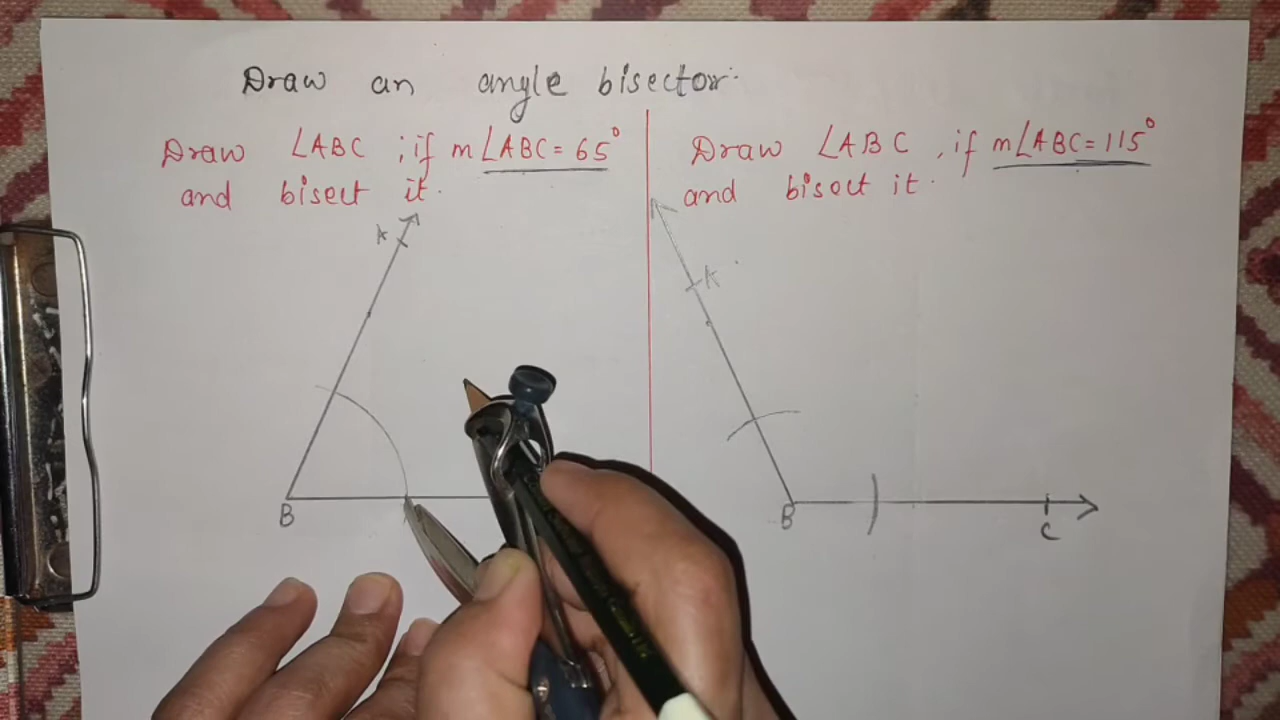 Draw an angle bisector.
Draw ∠ABC ; if m∠ABC = 65°
and bisect it.
A
B
Draw ∠ABC , if m∠ABC = 115°
and bisect it.
A
B
C